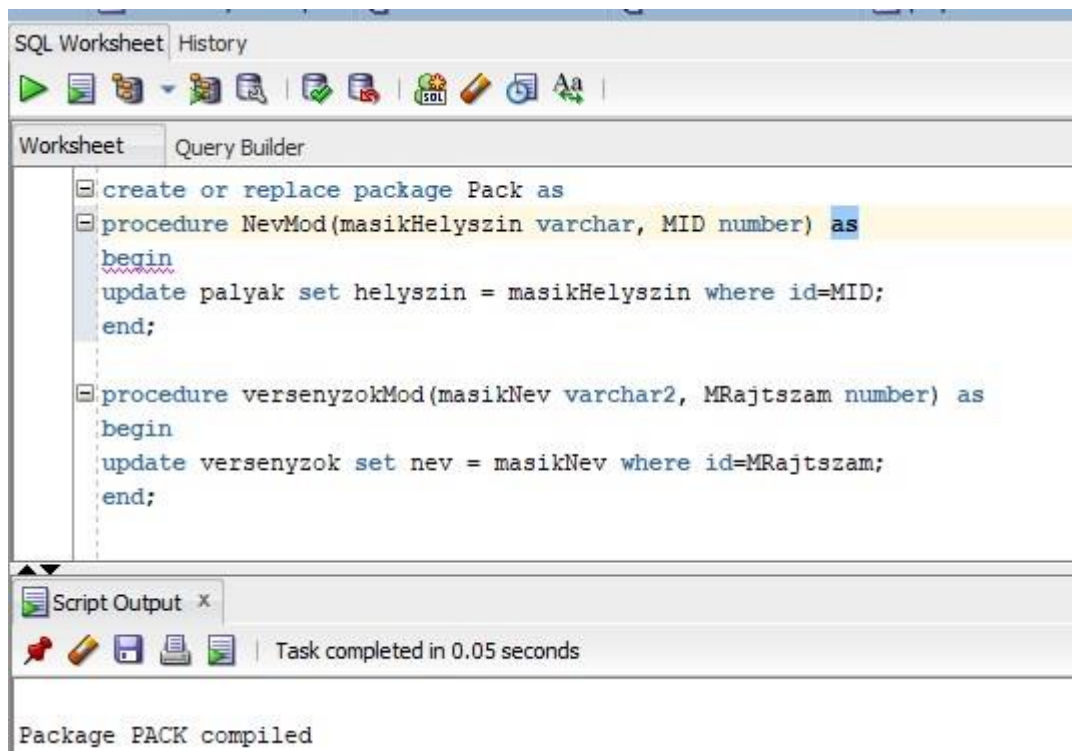 SQL Worksheet History
Worksheet Query Builder
create or replace package Pack as
procedure NevMod(masikHelyszin varchar, MID number) as
begin
update palyak set helyszin = masikHelyszin where id=MID;
end;
procedure versenyzokMod(masikNev varchar2, MRajtszam number) as
begin
update versenyzok set nev = masikNev where id=MRajtszam;
end;
Script Output x
Task completed in 0.05 seconds
Package PACK compiled